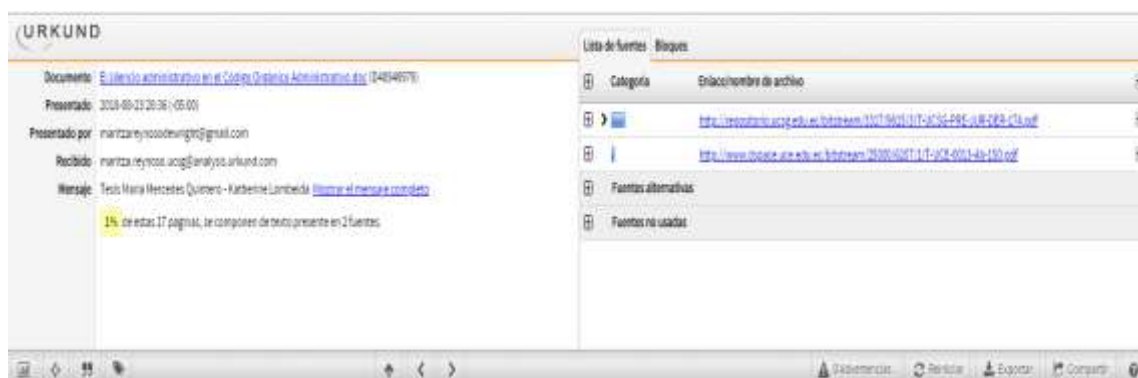 URKUND
Documento El silencio administrativo en el Código Orgánico Administrativo.doc
Presentado 2018-08-23 (-05:00)
Presentado por maritzareynosodewright@gmail.com
Recibido maritza.reynoso.ucsg@analysis.urkund.com
Mensaje Tesis Maria Mercedes Quintero - Katherine Lombeida Mostrar el mensaje completo
1% de estas 17 páginas, se componen de texto presente en 2 fuentes.
Lista de fuentes Bloques
Categoría Enlace/nombre de archivo
Fuentes alternativas
Fuentes no usadas
Advertencias Reiniciar Exportar Compartir